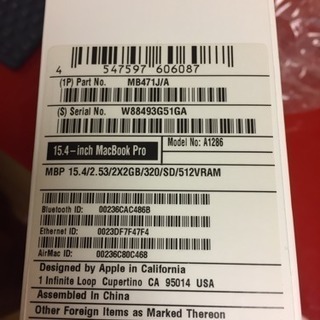 4 547597 606087
(1P) Part No. MB471J/A
(S) Serial No. W88493G51GA
15.4-inch MacBook Pro Model No: A1286
MBP 15.4/2.53/2X2GB/320/SD/512VRAM
Bluetooth ID: 00236CAC486B
Ethernet ID: 0023DF7F47F4
AirMac ID: 00236C80C468
Designed by Apple in California
1 Infinite Loop Cupertino CA 95014 USA
Assembled In China
Other Foreign Items as Marked Thereon